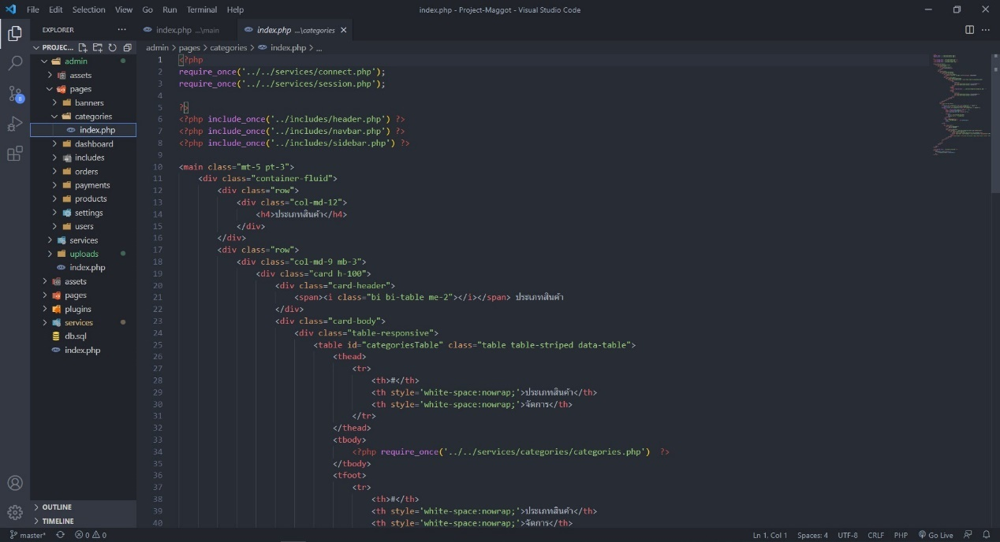 File Edit Selection View Go Run Terminal Help
index.php - Project-Maggot - Visual Studio Code
EXPLORER
PROJEC...
admin
assets
pages
banners
categories
index.php
dashboard
includes
orders
payments
products
settings
users
services
uploads
index.php
assets
pages
plugins
services
db.sql
index.php
OUTLINE
TIMELINE
8
index.php ...\main
index.php ...\categories
admin > pages > categories > index.php > ...
1 <?php
2 require_once('../../services/connect.php');
3 require_once('../../services/session.php');
4
5 ?>
6 <?php include_once('../includes/header.php') ?>
7 <?php include_once('../includes/navbar.php') ?>
8 <?php include_once('../includes/sidebar.php') ?>
9
10 <main class="mt-5 pt-3">
11 <div class="container-fluid">
12 <div class="row">
13 <div class="col-md-12">
14 <h4>ประเภทสินค้า</h4>
15 </div>
16 </div>
17 <div class="row">
18 <div class="col-md-9 mb-3">
19 <div class="card h-100">
20 <div class="card-header">
21 <span><i class="bi bi-table me-2"></i></span> ประเภทสินค้า
22 </div>
23 <div class="card-body">
24 <div class="table-responsive">
25 <table id="categoriesTable" class="table table-striped data-table">
26 <thead>
27 <tr>
28 <th>#</th>
29 <th style='white-space:nowrap;'>ประเภทสินค้า</th>
30 <th style='white-space:nowrap;'>จัดการ</th>
31 </tr>
32 </thead>
33 <tbody>
34 <?php require_once('../../services/categories/categories.php') ?>
35 </tbody>
36 <tfoot>
37 <tr>
38 <th>#</th>
39 <th style='white-space:nowrap;'>ประเภทสินค้า</th>
40 <th style='white-space:nowrap;'>จัดการ</th>
master* 0 0 Ln 1, Col 1 Spaces: 4 UTF-8 CRLF PHP Go Live